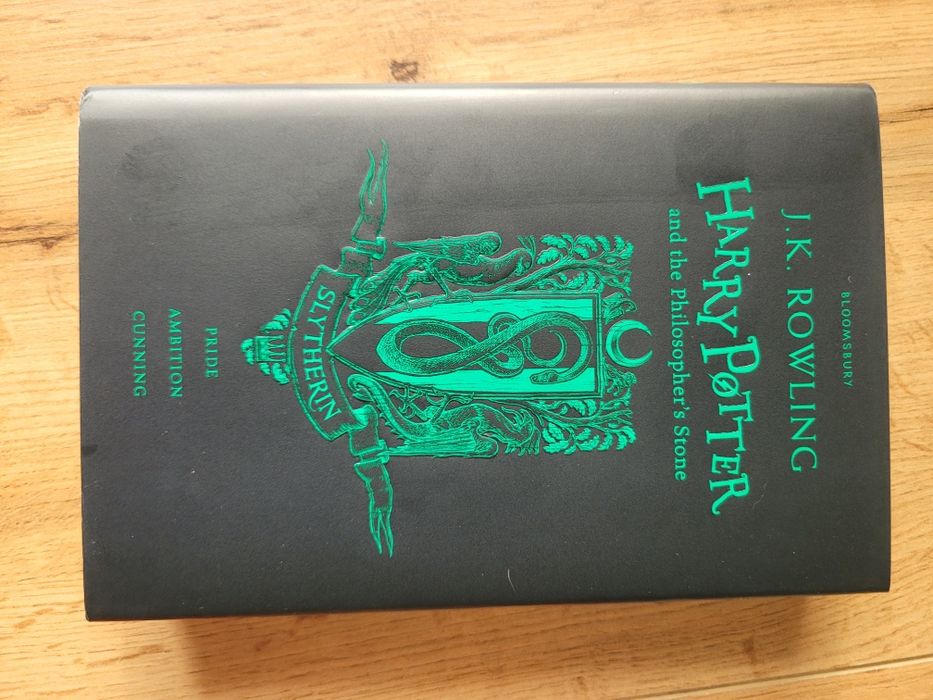 BLOOMSBURY
J.K. ROWLING
HARRY POTTER
and the Philosopher's Stone
SLYTHERIN
PRIDE
AMBITION
CUNNING